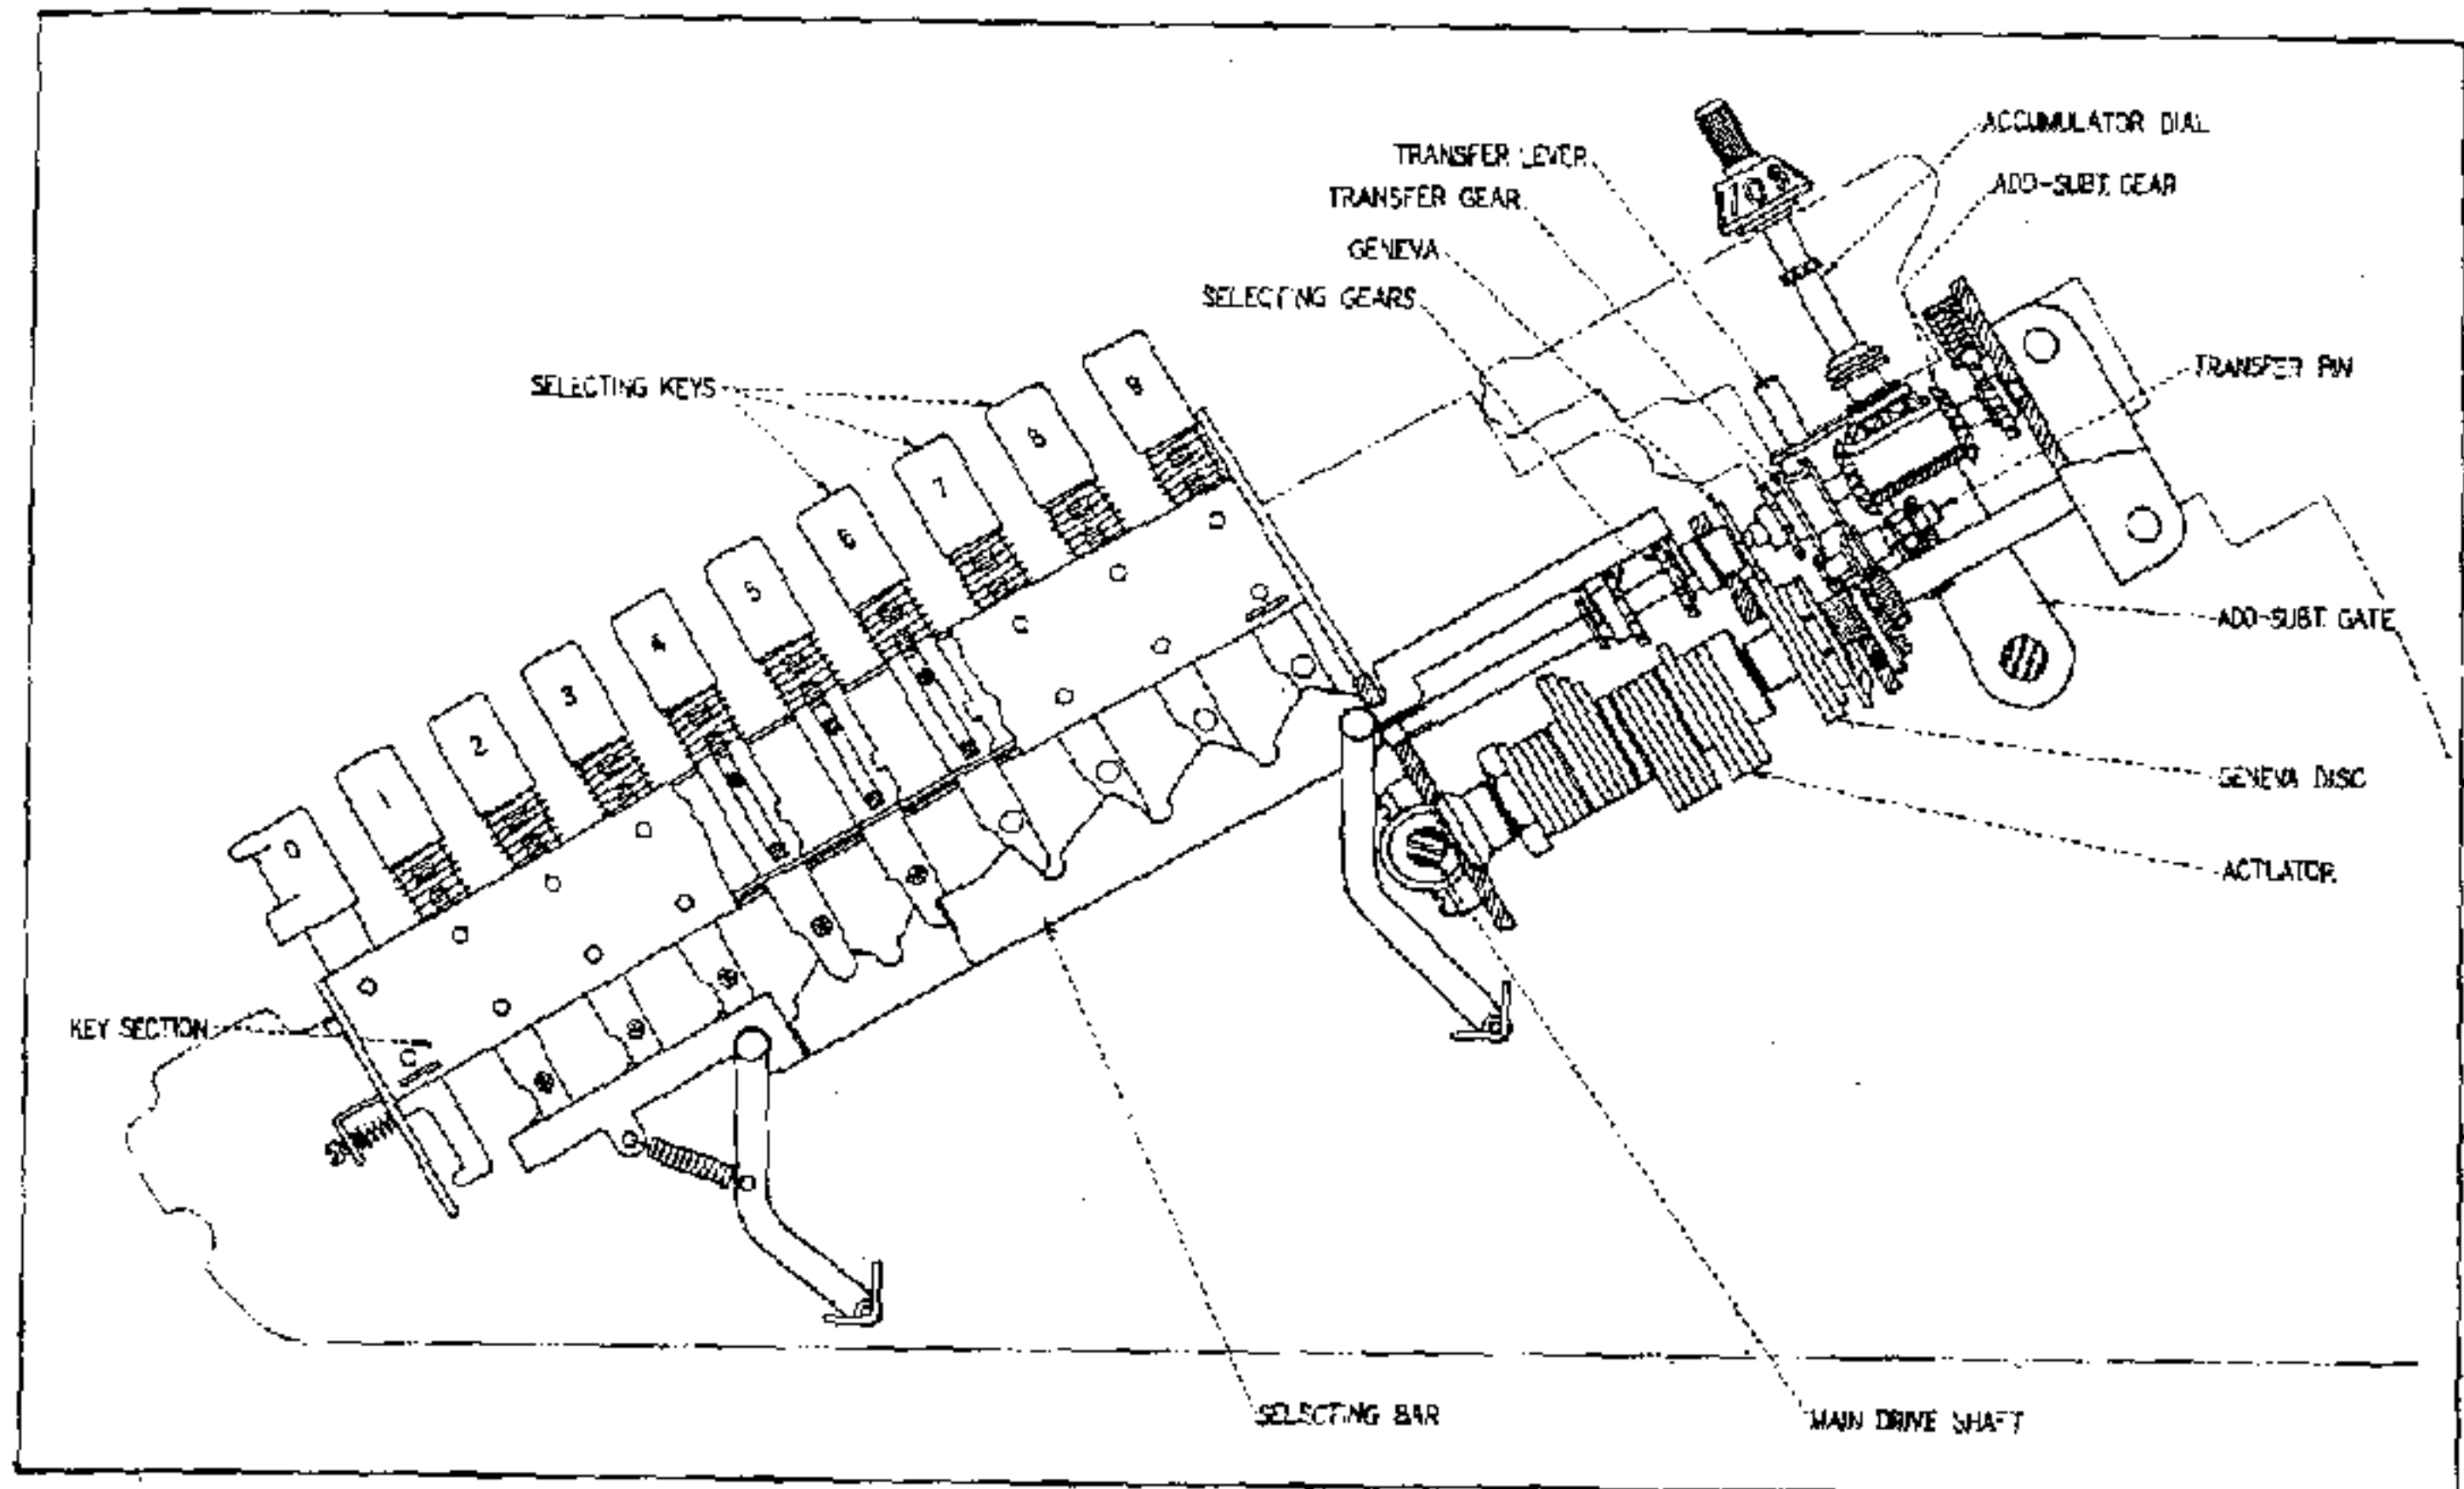 ACCUMULATOR DIAL
TRANSFER LEVER
ADD-SUBT. GEAR
TRANSFER GEAR
GENEVA
SELECTING GEARS
TRANSFER PIN
SELECTING KEYS
9
8
7
6
5
4
3
2
1
0
10 9
ADD-SUBT. GATE
GENEVA DISC
ACTUATOR
KEY SECTION
SELECTING BAR
MAIN DRIVE SHAFT